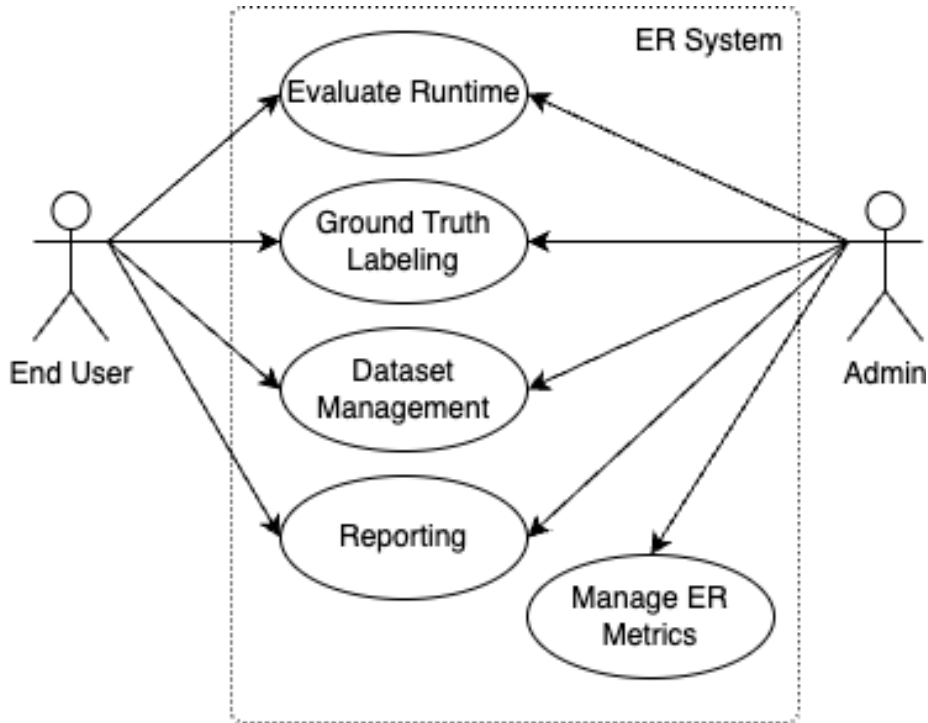 ER System
Evaluate Runtime
Ground Truth
Labeling
End User
Admin
Dataset
Management
Reporting
Manage ER
Metrics